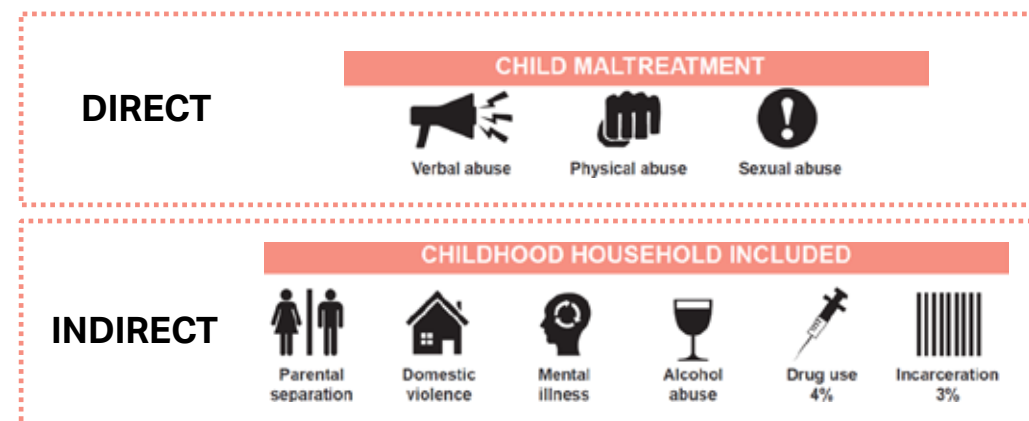 CHILD MALTREATMENT
DIRECT
Verbal abuse
Physical abuse
Sexual abuse
CHILDHOOD HOUSEHOLD INCLUDED
INDIRECT
Parental
separation
Domestic
violence
Mental
illness
Alcohol
abuse
Drug use
4%
Incarceration
3%